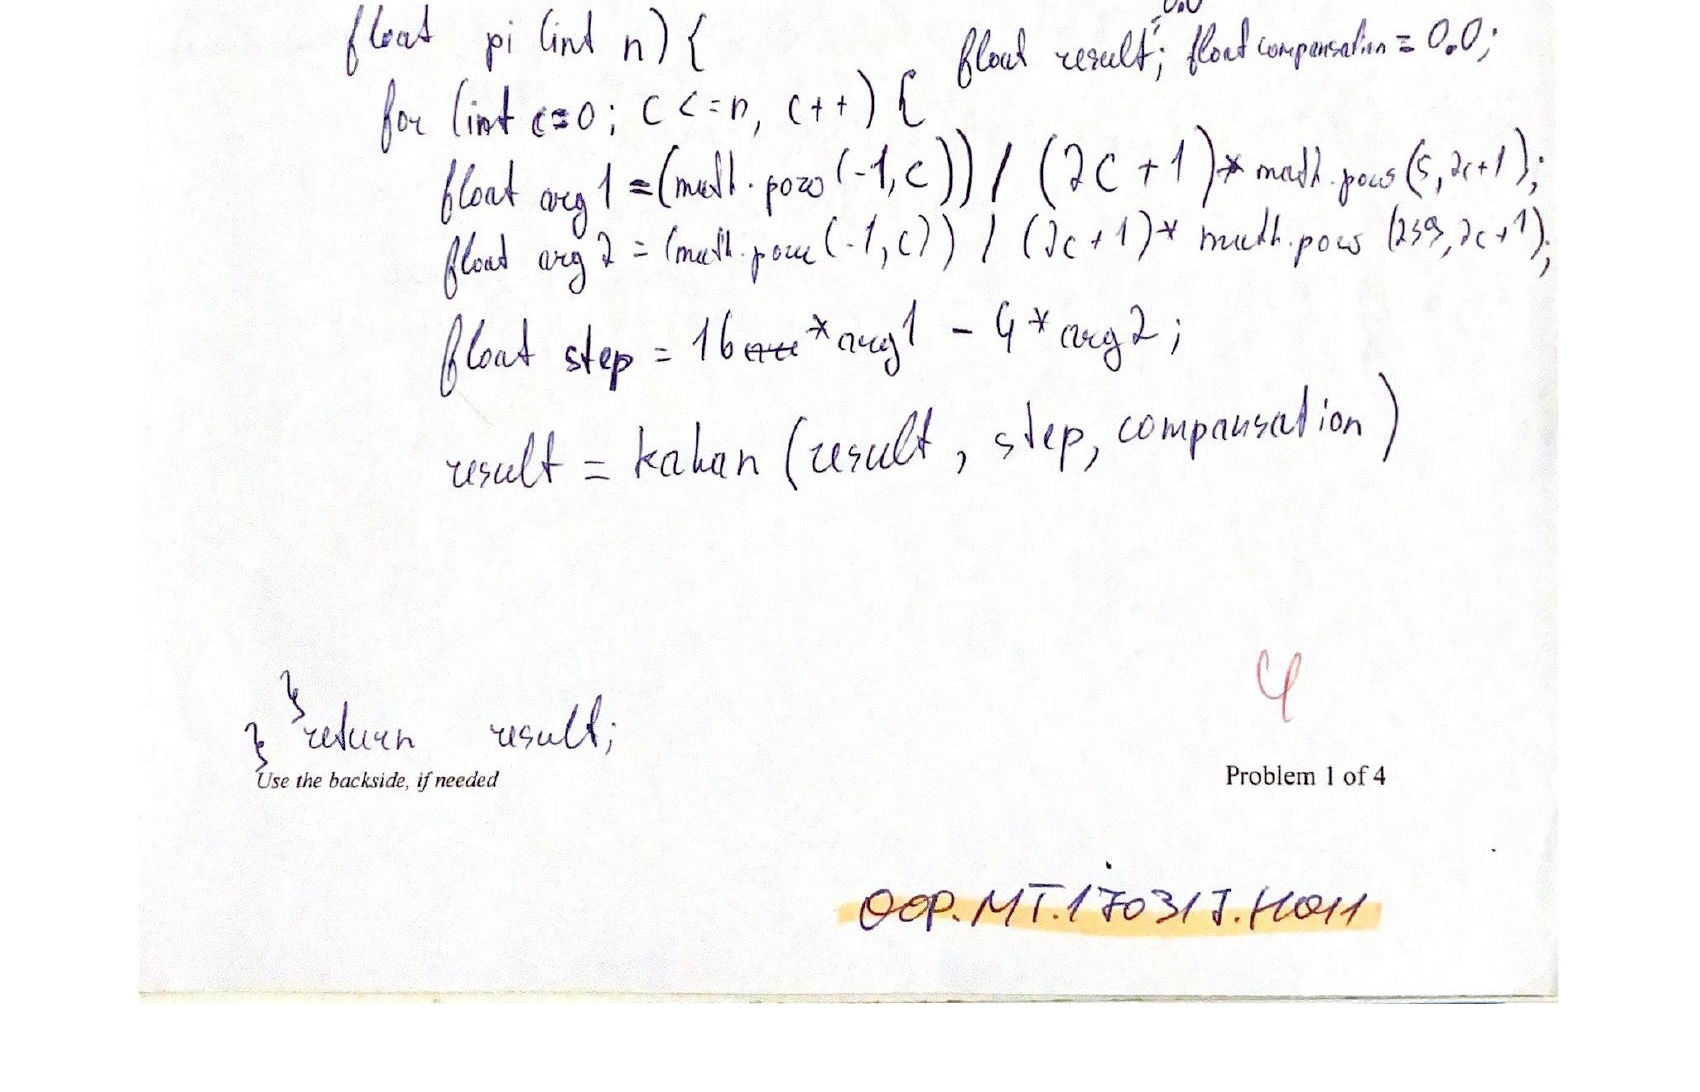 float pi (int n) { float result = 0.0; float compensation = 0.0;
for (int c=0; c <=n, c++) {
float arg1 = (math.pow (-1,c)) / (2c +1)* math.pow (5, 2c+1);
float arg2 = (math.pow (-1,c)) / (2c +1)* math.pow (239, 2c+1);
float step = 16 * arg1 - 4 * arg2;
result = kahan (result, step, compansation)
}
} return result;
Use the backside, if needed
4
Problem 1 of 4
OOP.MT.170317.H011